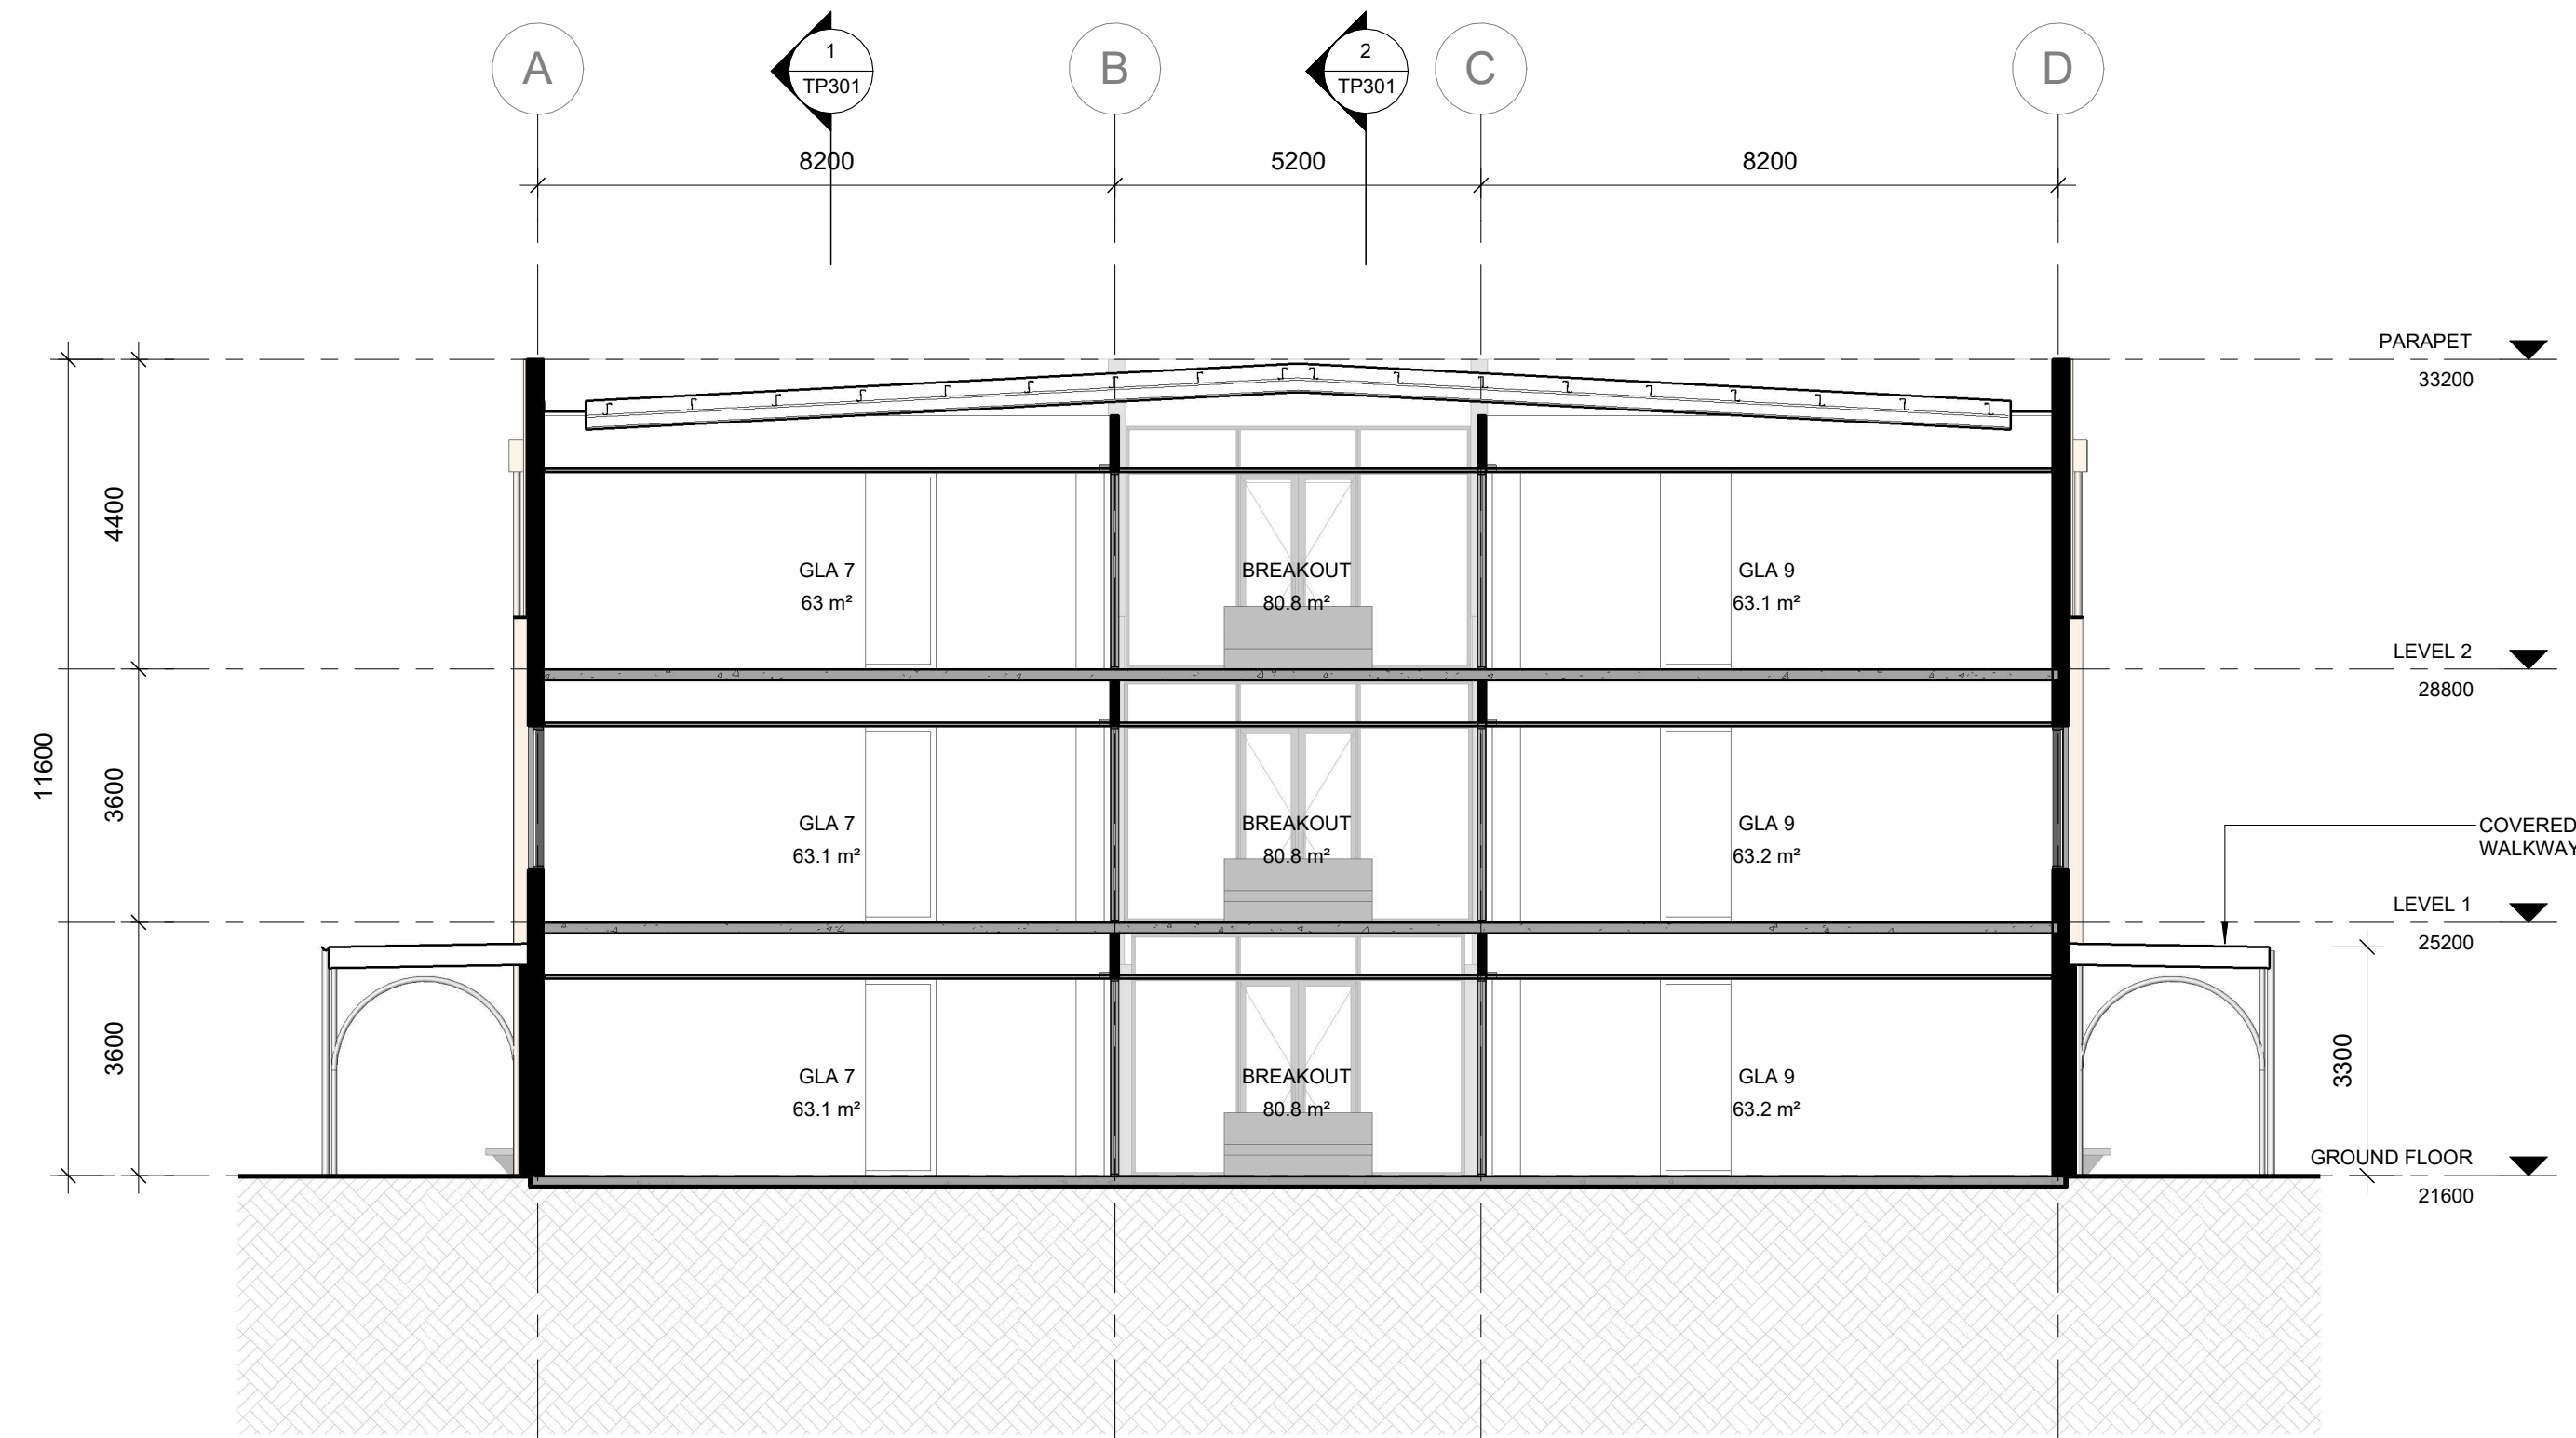 A
1
TP301
B
2
TP301
C
D
8200
5200
8200
PARAPET
33200
4400
GLA 7
63 m²
BREAKOUT
80.8 m²
GLA 9
63.1 m²
LEVEL 2
28800
11600
3600
GLA 7
63.1 m²
BREAKOUT
80.8 m²
GLA 9
63.2 m²
COVERED
WALKWAY
LEVEL 1
25200
3600
GLA 7
63.1 m²
BREAKOUT
80.8 m²
GLA 9
63.2 m²
3300
GROUND FLOOR
21600